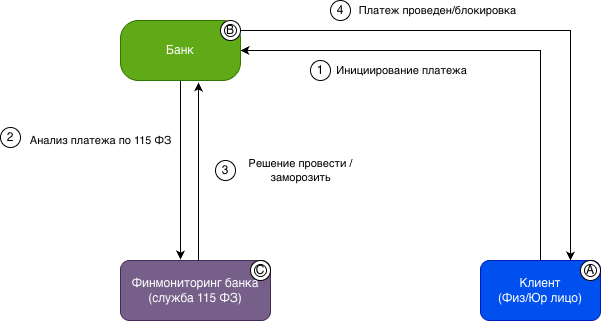 4 Платеж проведен/блокировка
B
Банк
1 Инициирование платежа
2 Анализ платежа по 115 ФЗ
3 Решение провести /
заморозить
C
Финмониторинг банка
(служба 115 ФЗ)
A
Клиент
(Физ/Юр лицо)